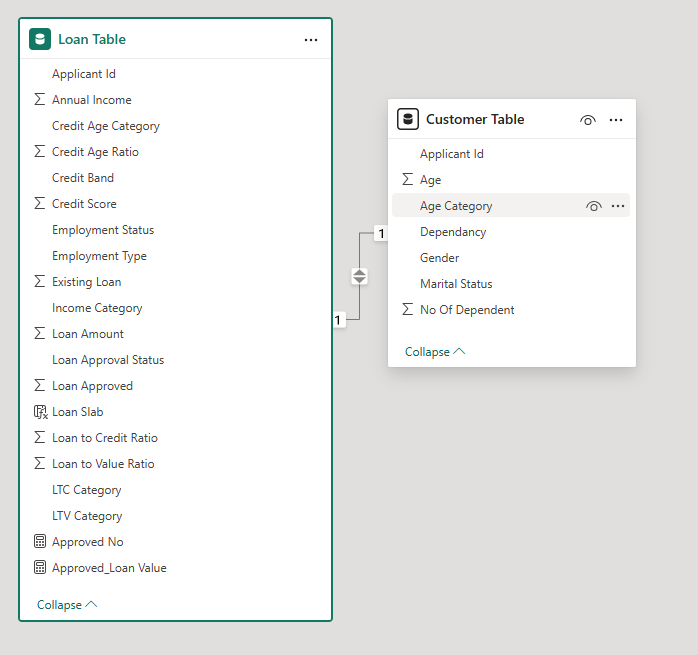 Loan Table
Applicant Id
Annual Income
Credit Age Category
Credit Age Ratio
Credit Band
Credit Score
Employment Status
Employment Type
Existing Loan
Income Category
Loan Amount
Loan Approval Status
Loan Approved
Loan Slab
Loan to Credit Ratio
Loan to Value Ratio
LTC Category
LTV Category
Approved No
Approved_Loan Value
Collapse
1
1
Customer Table
Applicant Id
Age
Age Category
Dependancy
Gender
Marital Status
No Of Dependent
Collapse